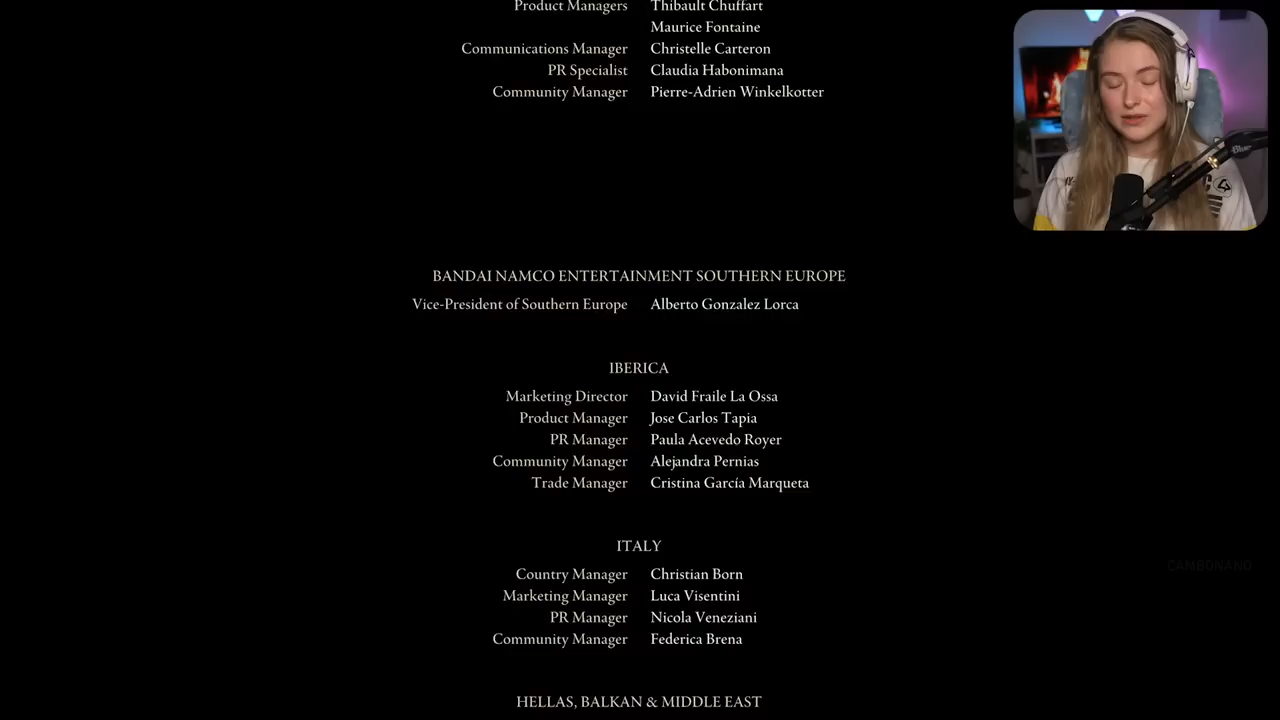 Product Managers Thibault Chuffart
Maurice Fontaine
Communications Manager Christelle Carteron
PR Specialist Claudia Habonimana
Community Manager Pierre-Adrien Winkelkotter
BANDAI NAMCO ENTERTAINMENT SOUTHERN EUROPE
Vice-President of Southern Europe Alberto Gonzalez Lorca
IBERICA
Marketing Director David Fraile La Ossa
Product Manager Jose Carlos Tapia
PR Manager Paula Acevedo Royer
Community Manager Alejandra Pernias
Trade Manager Cristina García Marqueta
ITALY
Country Manager Christian Born
Marketing Manager Luca Visentini
PR Manager Nicola Veneziani
Community Manager Federica Brena
HELLAS, BALKAN & MIDDLE EAST
CAMBONANO
Blue